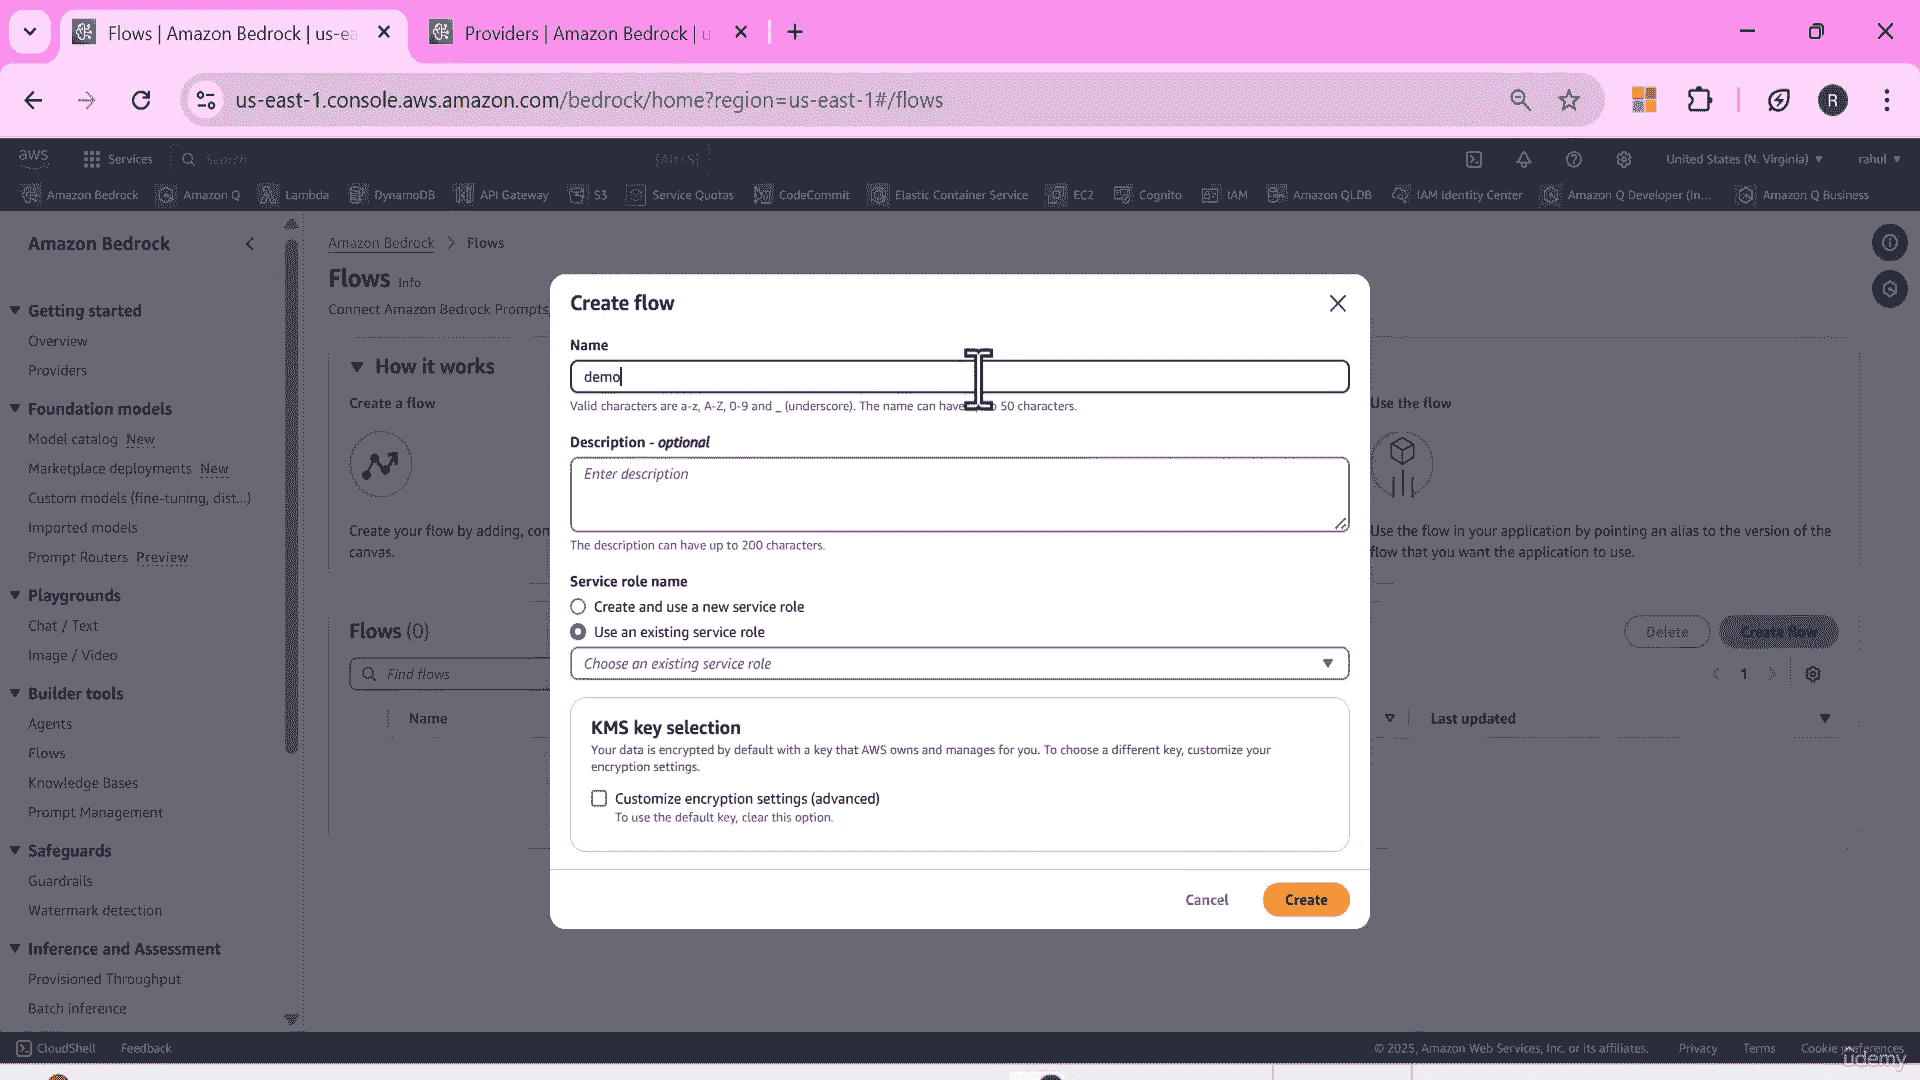 Flows | Amazon Bedrock | us-ea
Providers | Amazon Bedrock | u
us-east-1.console.aws.amazon.com/bedrock/home?region=us-east-1#/flows
R
aws
Services
Search
[Alt+S]
United States (N. Virginia)
rahul
Amazon Bedrock
Amazon Q
Lambda
DynamoDB
API Gateway
S3
Service Quotas
CodeCommit
Elastic Container Service
EC2
Cognito
IAM
Amazon QLDB
IAM Identity Center
Amazon Q Developer (In...
Amazon Q Business
Amazon Bedrock
Getting started
Overview
Providers
Foundation models
Model catalog New
Marketplace deployments New
Custom models (fine-tuning, dist...)
Imported models
Prompt Routers Preview
Playgrounds
Chat / Text
Image / Video
Builder tools
Agents
Flows
Knowledge Bases
Prompt Management
Safeguards
Guardrails
Watermark detection
Inference and Assessment
Provisioned Throughput
Batch inference
Amazon Bedrock > Flows
Flows Info
Connect Amazon Bedrock Prompts,
How it works
Create a flow
Create your flow by adding, con
canvas.
Use the flow
Use the flow in your application by pointing an alias to the version of the
flow that you want the application to use.
Flows (0)
Delete
Create flow
Find flows
1
Name
Last updated
Create flow
Name
demo
Valid characters are a-z, A-Z, 0-9 and _ (underscore). The name can have 50 characters.
Description - optional
Enter description
The description can have up to 200 characters.
Service role name
Create and use a new service role
Use an existing service role
Choose an existing service role
KMS key selection
Your data is encrypted by default with a key that AWS owns and manages for you. To choose a different key, customize your
encryption settings.
Customize encryption settings (advanced)
To use the default key, clear this option.
Cancel
Create
CloudShell
Feedback
© 2025, Amazon Web Services, Inc. or its affiliates.
Privacy
Terms
Cookie preferences
udemy